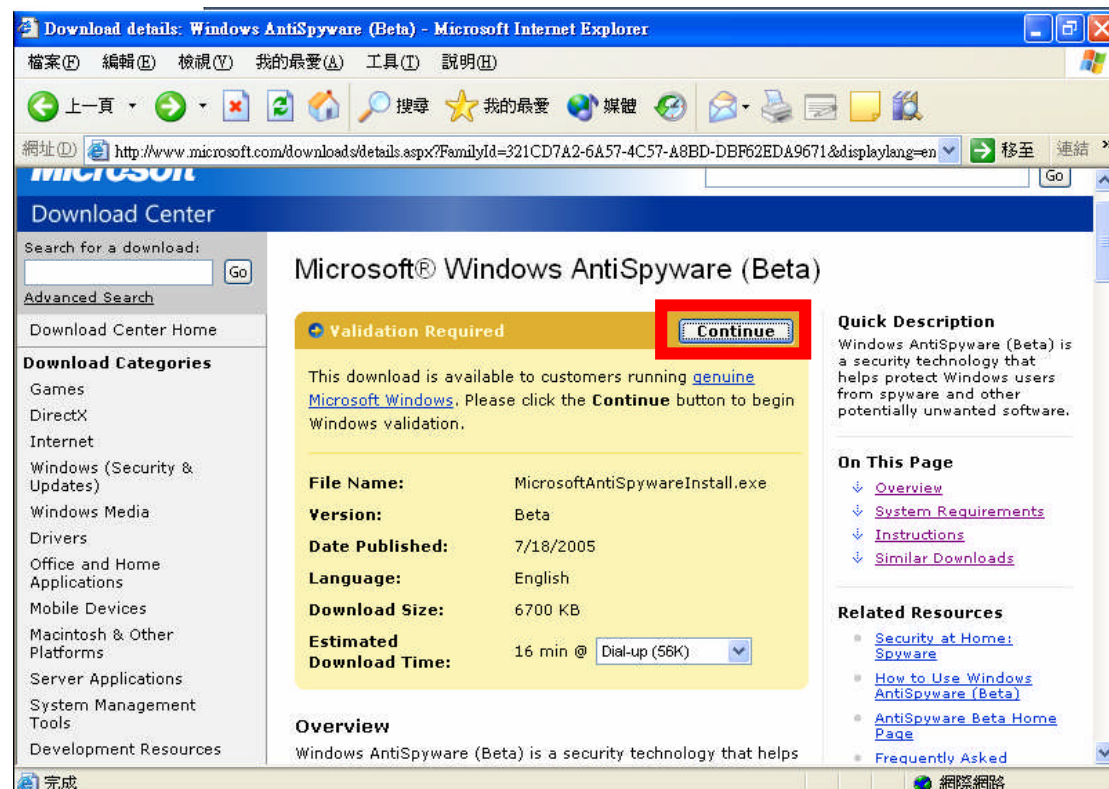 Download details: Windows AntiSpyware (Beta) - Microsoft Internet Explorer
檔案(F) 編輯(E) 檢視(V) 我的最愛(A) 工具(T) 說明(H)
上一頁 搜尋 我的最愛 媒體
網址(D) http://www.microsoft.com/downloads/details.aspx?FamilyId=321CD7A2-6A57-4C57-A8BD-DBF62EDA9671&displaylang=en 移至 連結 »
Microsoft
Go
Download Center
Search for a download:
Go
Advanced Search
Download Center Home
Download Categories
Games
DirectX
Internet
Windows (Security &
Updates)
Windows Media
Drivers
Office and Home
Applications
Mobile Devices
Macintosh & Other
Platforms
Server Applications
System Management
Tools
Development Resources
Microsoft® Windows AntiSpyware (Beta)
Validation Required Continue
This download is available to customers running genuine
Microsoft Windows. Please click the Continue button to begin
Windows validation.
File Name: MicrosoftAntiSpywareInstall.exe
Version: Beta
Date Published: 7/18/2005
Language: English
Download Size: 6700 KB
Estimated
Download Time: 16 min @ Dial-up (56K)
Overview
Windows AntiSpyware (Beta) is a security technology that helps
Quick Description
Windows AntiSpyware (Beta) is
a security technology that
helps protect Windows users
from spyware and other
potentially unwanted software.
On This Page
Overview
System Requirements
Instructions
Similar Downloads
Related Resources
Security at Home:
Spyware
How to Use Windows
AntiSpyware (Beta)
AntiSpyware Beta Home
Page
Frequently Asked
完成 網際網路